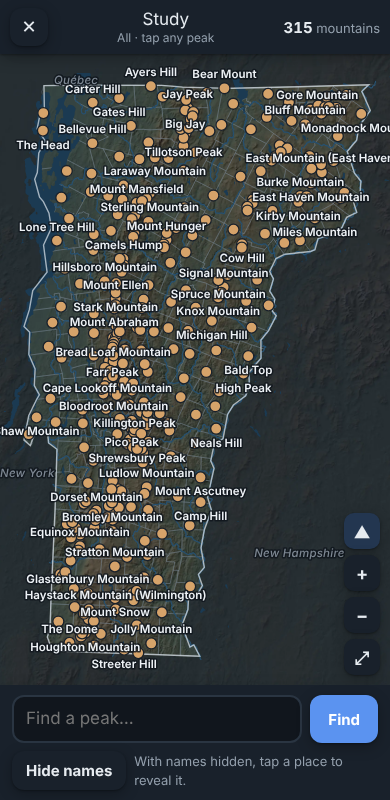 Study
All · tap any peak
315 mountains
Ayers Hill
Bear Mount
Québec
Carter Hill
Jay Peak
Gore Mountain
Gates Hill
Bluff Mountain
Bellevue Hill
Big Jay
Monadnock Mou
The Head
Tillotson Peak
East Mountain (East Haven
Laraway Mountain
Burke Mountain
Mount Mansfield
East Haven Mountain
Sterling Mountain
Kirby Mountain
Lone Tree Hill
Mount Hunger
Miles Mountain
Camels Hump
Cow Hill
Hillsboro Mountain
Signal Mountain
Mount Ellen
Spruce Mountain
Stark Mountain
Knox Mountain
Mount Abraham
Michigan Hill
Bread Loaf Mountain
Farr Peak
Bald Top
Cape Lookoff Mountain
High Peak
Bloodroot Mountain
Killington Peak
haw Mountain
Pico Peak
Neals Hill
Shrewsbury Peak
New York
Ludlow Mountain
Dorset Mountain
Mount Ascutney
Bromley Mountain
Camp Hill
Equinox Mountain
Stratton Mountain
New Hampshire
Glastenbury Mountain
Haystack Mountain (Wilmington)
Mount Snow
The Dome
Jolly Mountain
Houghton Mountain
Streeter Hill
Find a peak...
Find
Hide names
With names hidden, tap a place to
reveal it.